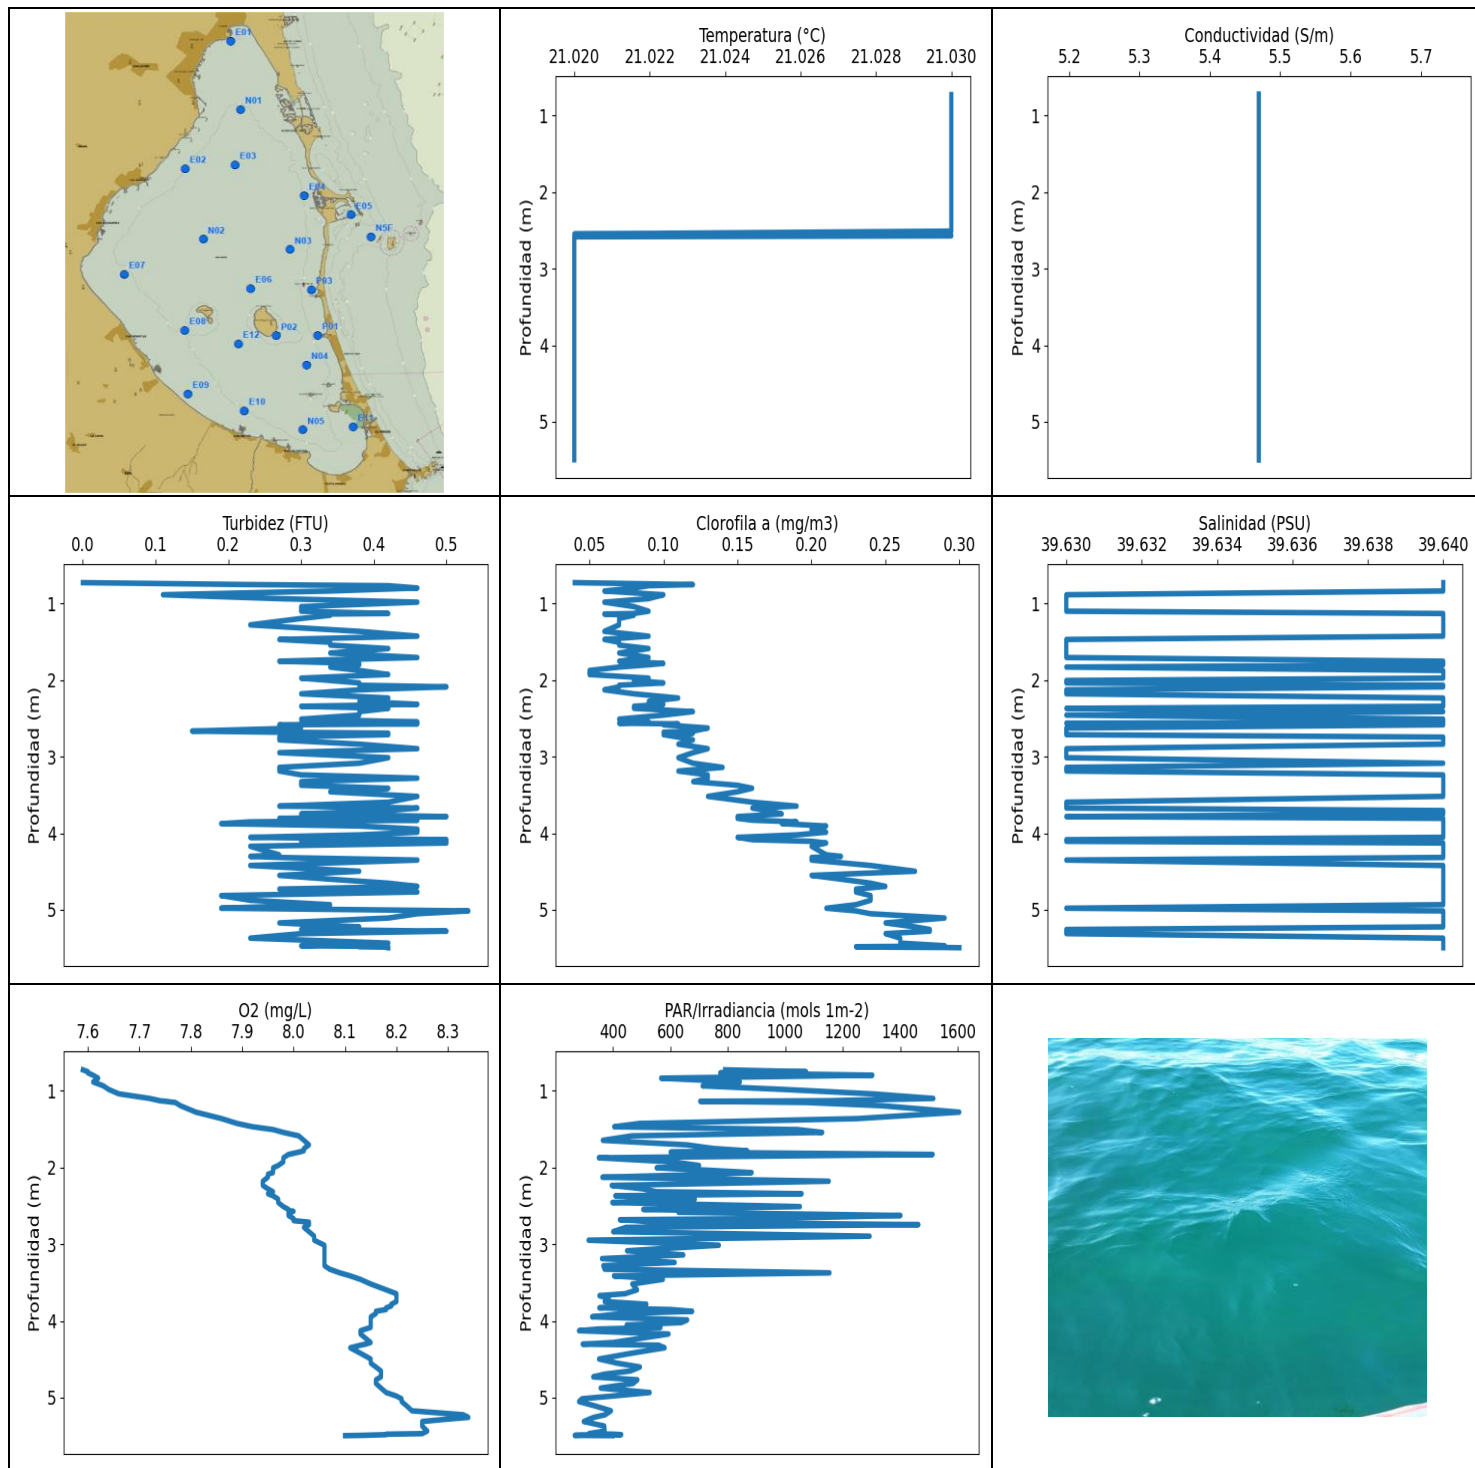 E01
N01
E02
E03
E04
E05
N5F
N02
N03
E07
E06
P03
E08
E12
P02
P01
N04
E09
E10
N05
E11
Temperatura (°C)
21.020 21.022 21.024 21.026 21.028 21.030
Profundidad (m)
1
2
3
4
5
Conductividad (S/m)
5.2 5.3 5.4 5.5 5.6 5.7
Profundidad (m)
1
2
3
4
5
Turbidez (FTU)
0.0 0.1 0.2 0.3 0.4 0.5
Profundidad (m)
1
2
3
4
5
Clorofila a (mg/m3)
0.05 0.10 0.15 0.20 0.25 0.30
Profundidad (m)
1
2
3
4
5
Salinidad (PSU)
39.630 39.632 39.634 39.636 39.638 39.640
Profundidad (m)
1
2
3
4
5
O2 (mg/L)
7.6 7.7 7.8 7.9 8.0 8.1 8.2 8.3
Profundidad (m)
1
2
3
4
5
PAR/Irradiancia (mols 1m-2)
400 600 800 1000 1200 1400 1600
Profundidad (m)
1
2
3
4
5